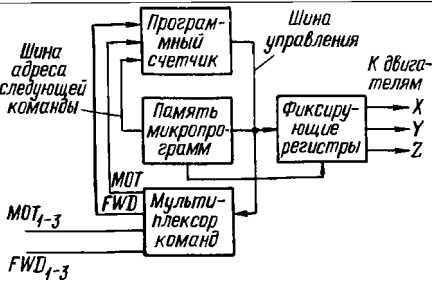 Програм-
мный
счетчик
Шина
управления
Шина
адреса
следующей
команды
К двига-
телям
Память
микропро-
грамм
Фиксирую-
ющие
регистры
X
Y
Z
MOT
FWD
Мульти-
плексор
команд
MOT1-3
FWD1-3